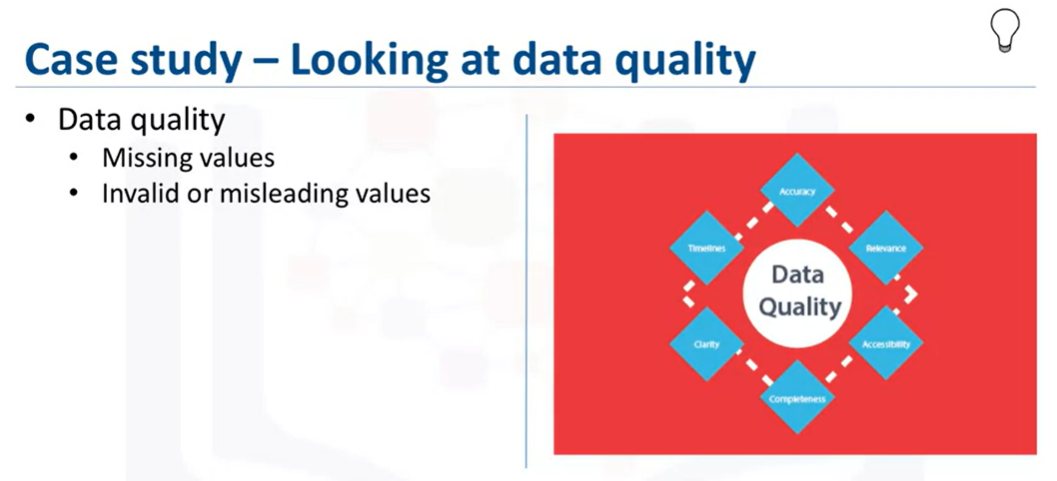 Case study – Looking at data quality
• Data quality
• Missing values
• Invalid or misleading values
Accuracy
Timelines
Relevance
Data
Quality
Clarity
Accessibility
Completeness